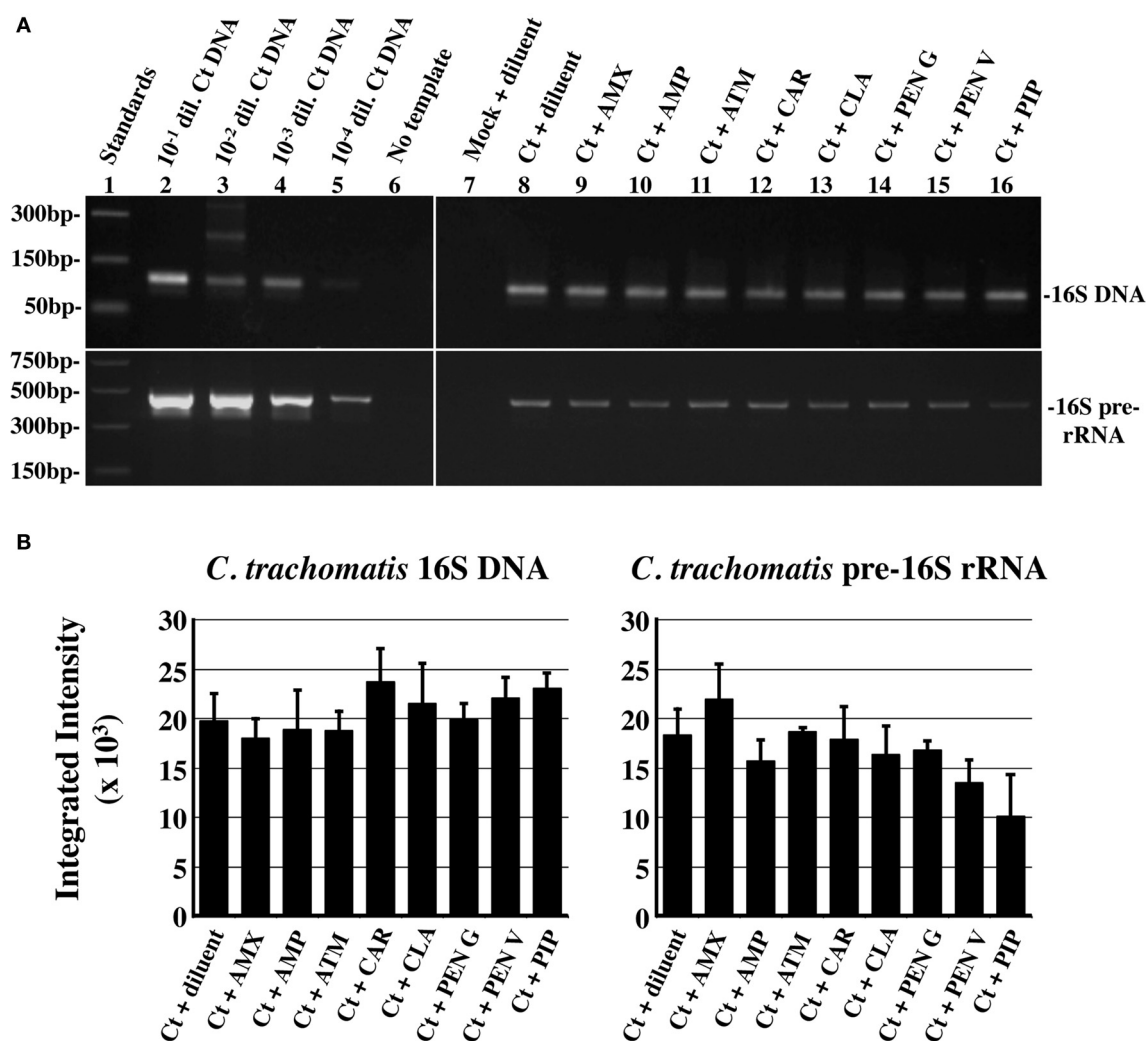 A
Standards
10-1 dil. Ct DNA
10-2 dil. Ct DNA
10-3 dil. Ct DNA
10-4 dil. Ct DNA
No template
Mock + diluent
Ct + diluent
Ct + AMX
Ct + AMP
Ct + ATM
Ct + CAR
Ct + CLA
Ct + PEN G
Ct + PEN V
Ct + PIP
1 2 3 4 5 6 7 8 9 10 11 12 13 14 15 16
300bp-
150bp-
50bp-
-16S DNA
750bp-
500bp-
300bp-
150bp-
-16S pre-
rRNA
B
C. trachomatis 16S DNA
C. trachomatis pre-16S rRNA
Integrated Intensity
(x 10³)
30
25
20
15
10
5
0
Ct + diluent
Ct + AMX
Ct + AMP
Ct + ATM
Ct + CAR
Ct + CLA
Ct + PEN G
Ct + PEN V
Ct + PIP
30
25
20
15
10
5
0
Ct + diluent
Ct + AMX
Ct + AMP
Ct + ATM
Ct + CAR
Ct + CLA
Ct + PEN G
Ct + PEN V
Ct + PIP